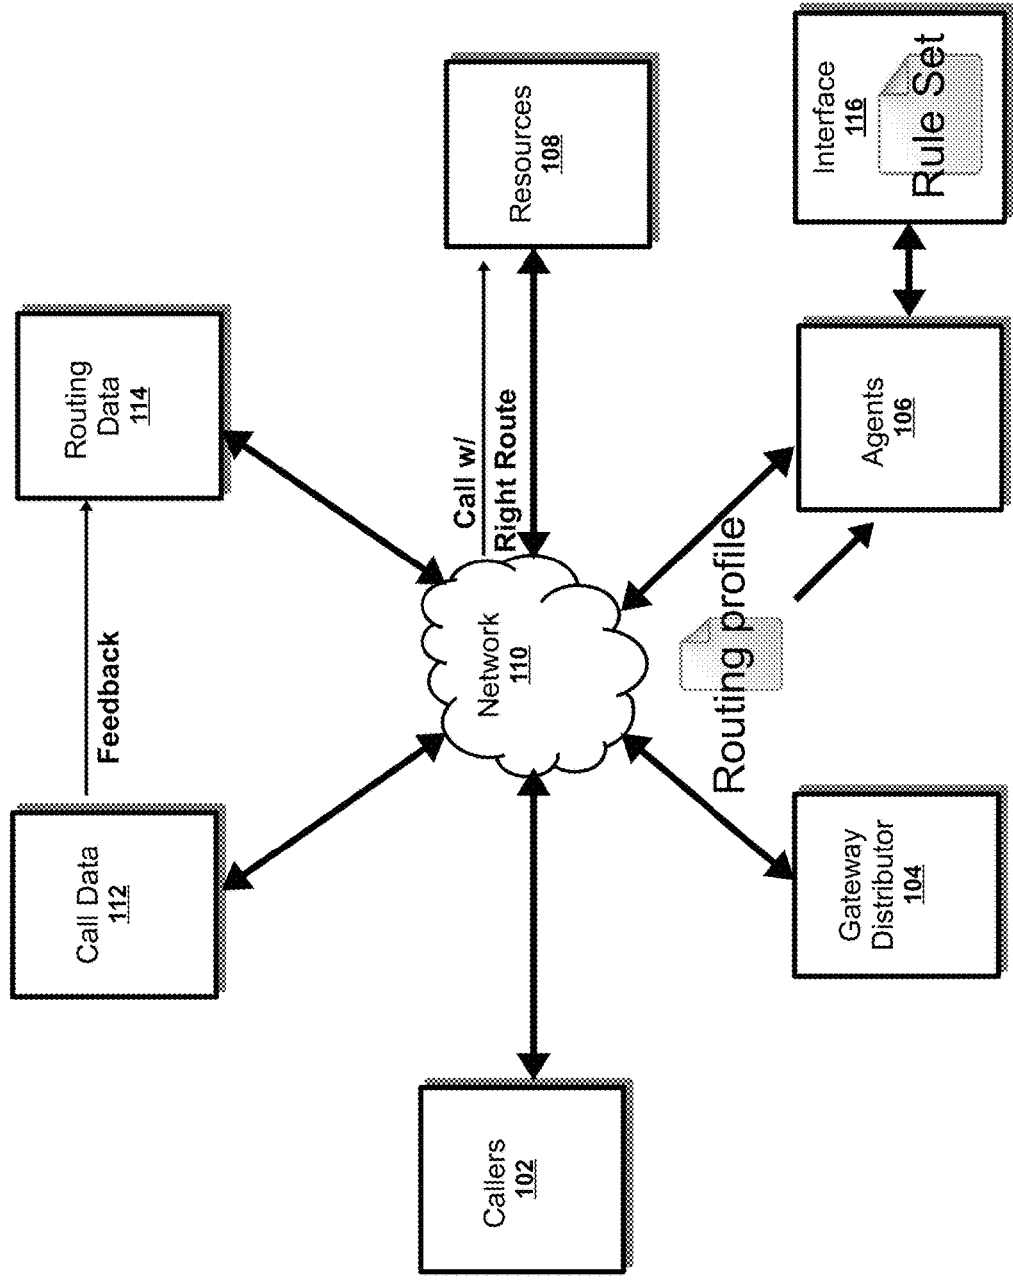 Call Data
112
Feedback
Routing
Data
114
Callers
102
Network
110
Call w/
Right Route
Resources
108
Routing profile
Gateway
Distributor
104
Agents
106
Interface
116
Rule Set